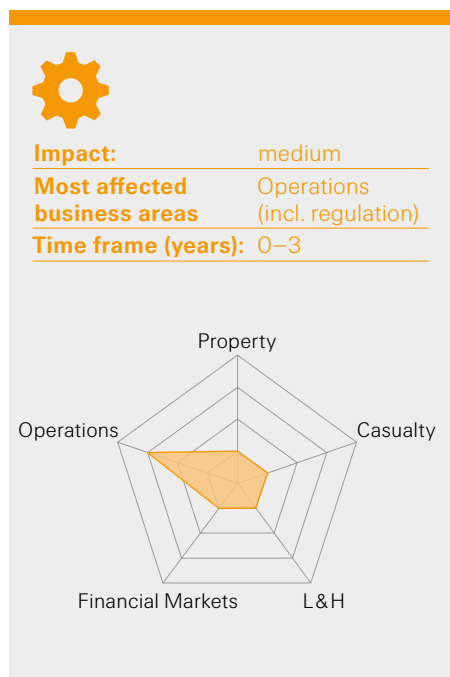 Impact: medium
Most affected Operations
business areas (incl. regulation)
Time frame (years): 0–3
Property
Operations
Casualty
Financial Markets
L&H